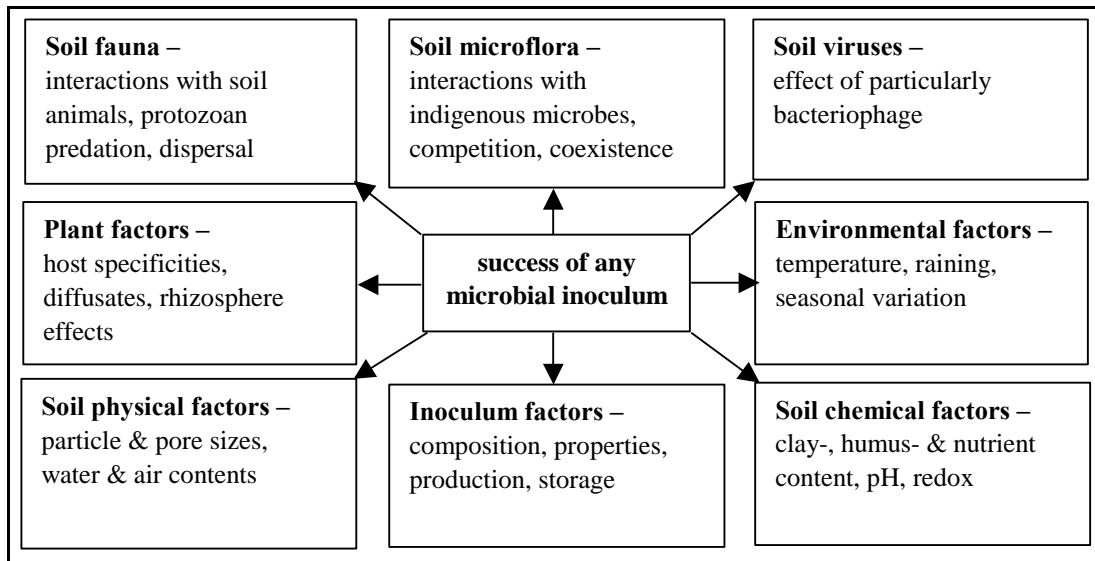 Soil fauna –
interactions with soil
animals, protozoan
predation, dispersal
Soil microflora –
interactions with
indigenous microbes,
competition, coexistence
Soil viruses –
effect of particularly
bacteriophage
Plant factors –
host specificities,
diffusates, rhizosphere
effects
success of any
microbial inoculum
Environmental factors –
temperature, raining,
seasonal variation
Soil physical factors –
particle & pore sizes,
water & air contents
Inoculum factors –
composition, properties,
production, storage
Soil chemical factors –
clay-, humus- & nutrient
content, pH, redox